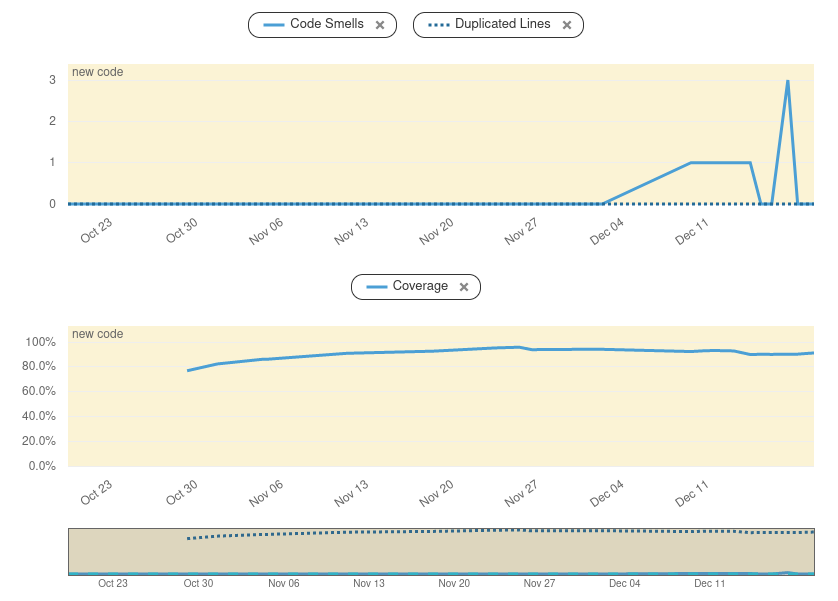 Code Smells ×   Duplicated Lines ×
new code
3
2
1
0
Oct 23 Oct 30 Nov 06 Nov 13 Nov 20 Nov 27 Dec 04 Dec 11
Coverage ×
new code
100%
80.0%
60.0%
40.0%
20.0%
0.0%
Oct 23 Oct 30 Nov 06 Nov 13 Nov 20 Nov 27 Dec 04 Dec 11
Oct 23 Oct 30 Nov 06 Nov 13 Nov 20 Nov 27 Dec 04 Dec 11